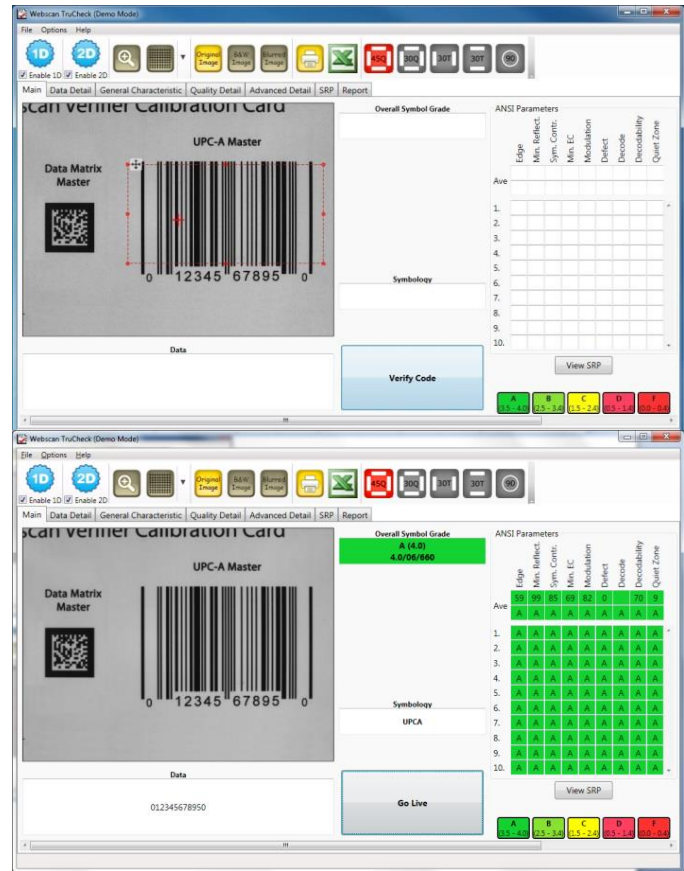 Webscan TruCheck (Demo Mode)
File Options Help
1D 2D Original Image B&W Image Blurred Image 45Q 30Q 30T 30T 90
Enable 1D Enable 2D
Main Data Detail General Characteristic Quality Detail Advanced Detail SRP Report
scan Verifier Calibration Card
UPC-A Master
Data Matrix
Master
0 12345 67895 0
Data
Overall Symbol Grade
Symbology
Verify Code
ANSI Parameters
Edge Min. Reflect. Sym. Contr. Min. EC Modulation Defect Decode Decodability Quiet Zone
Ave
1.
2.
3.
4.
5.
6.
7.
8.
9.
10.
View SRP
A B C D F
(3.5 - 4.0) (2.5 - 3.4) (1.5 - 2.4) (0.5 - 1.4) (0.0 - 0.4)
Webscan TruCheck (Demo Mode)
File Options Help
1D 2D Original Image B&W Image Blurred Image 45Q 30Q 30T 30T 90
Enable 1D Enable 2D
Main Data Detail General Characteristic Quality Detail Advanced Detail SRP Report
scan Verifier Calibration Card
UPC-A Master
Data Matrix
Master
0 12345 67895 0
Data
012345678950
Overall Symbol Grade
A (4.0)
4.0/06/660
Symbology
UPCA
Go Live
ANSI Parameters
Edge Min. Reflect. Sym. Contr. Min. EC Modulation Defect Decode Decodability Quiet Zone
59 99 85 69 82 0 70 9
Ave A A A A A A A A A
1. A A A A A A A A A
2. A A A A A A A A A
3. A A A A A A A A A
4. A A A A A A A A A
5. A A A A A A A A A
6. A A A A A A A A A
7. A A A A A A A A A
8. A A A A A A A A A
9. A A A A A A A A A
10. A A A A A A A A A
View SRP
A B C D F
(3.5 - 4.0) (2.5 - 3.4) (1.5 - 2.4) (0.5 - 1.4) (0.0 - 0.4)